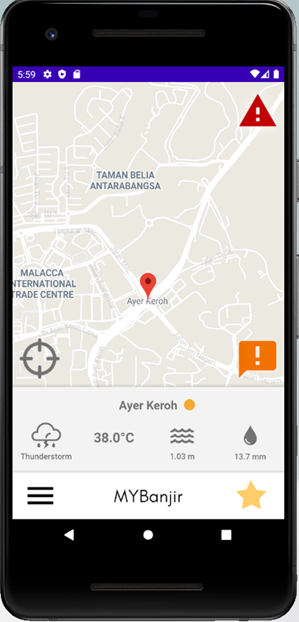 5:59
TAMAN BELIA
ANTARABANGSA
MALACCA
NTERNATIONAL
TRADE CENTRE
Ayer Keroh
Ayer Keroh
38.0°C
Thunderstorm
1.03 m
13.7 mm
MYBanjir